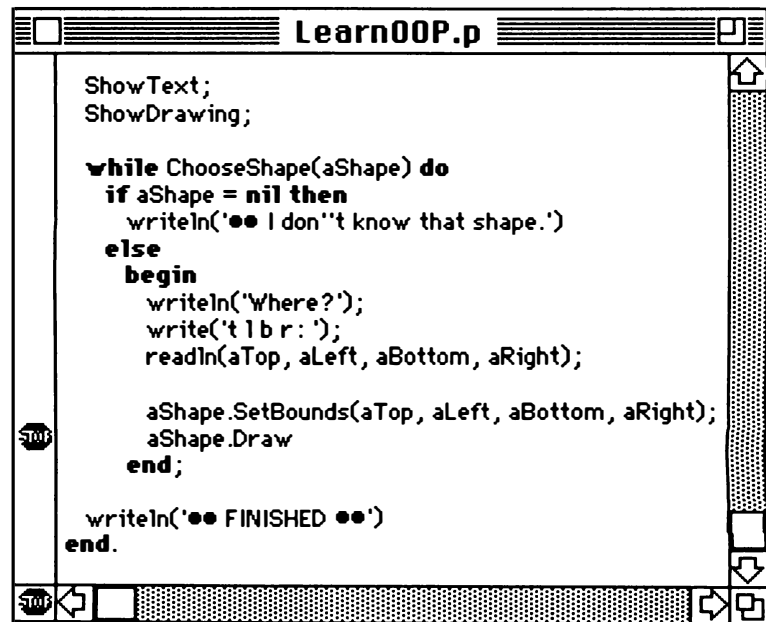 LearnOOP.p
ShowText;
ShowDrawing;
while ChooseShape(aShape) do
if aShape = nil then
writeln('●● I don''t know that shape.')
else
begin
writeln('Where?');
write('t l b r : ');
readln(aTop, aLeft, aBottom, aRight);
aShape.SetBounds(aTop, aLeft, aBottom, aRight);
STOP
aShape.Draw
end;
writeln('●● FINISHED ●●')
end.
STOP